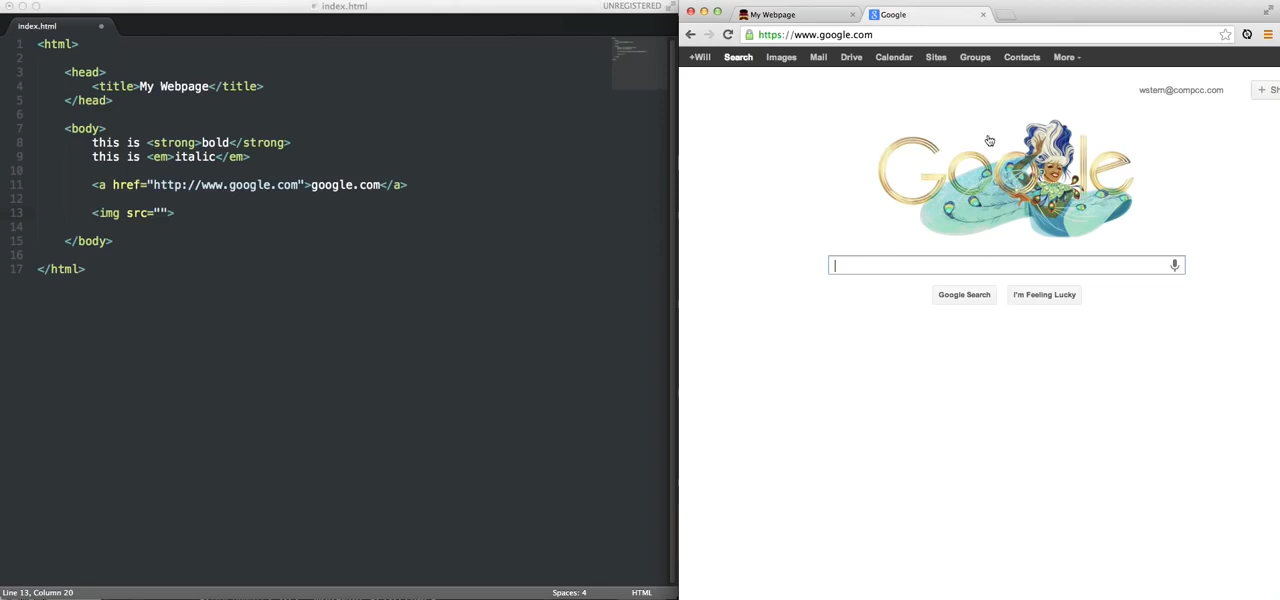 index.html
UNREGISTERED
index.html
1 <html>
2
3 <head>
4 <title>My Webpage</title>
5 </head>
6
7 <body>
8 this is <strong>bold</strong>
9 this is <em>italic</em>
10
11 <a href="http://www.google.com">google.com</a>
12
13 <img src="">
14
15 </body>
16
17 </html>
Line 13, Column 20
Spaces: 4
HTML
My Webpage
Google
https://www.google.com
+Will Search Images Mail Drive Calendar Sites Groups Contacts More
wstern@compcc.com
+ Sh
Google
Google Search
I'm Feeling Lucky